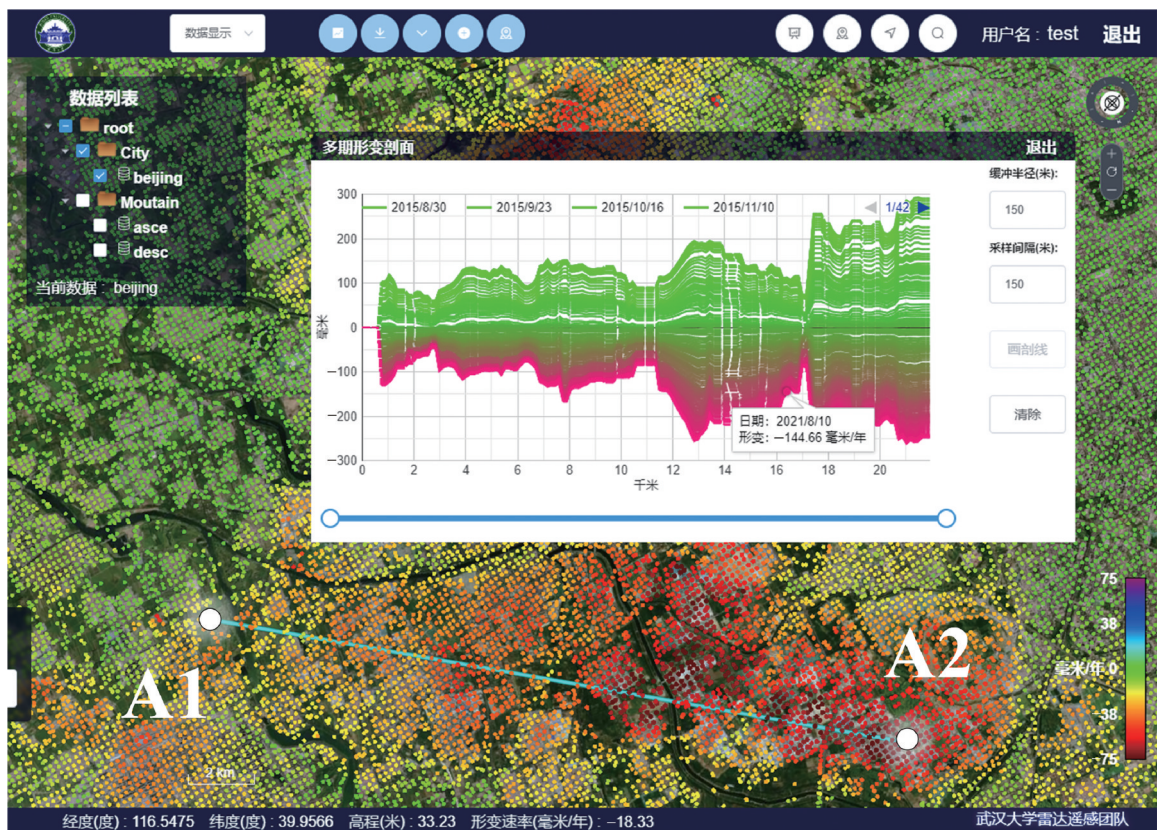 数据显示
用户名：test
退出
数据列表
root
City
beijing
Moutain
asce
desc
当前数据：beijing
多期形变剖面
退出
2015/8/30
2015/9/23
2015/10/16
2015/11/10
1/42
300
200
100
0
−100
−200
−300
毫米
0 2 4 6 8 10 12 14 16 18 20
千米
日期：2021/8/10
形变：−144.66 毫米/年
缓冲半径(米):
150
采样间隔(米):
150
画剖线
清除
A1
A2
75
38
毫米/年 0
−38
−75
2 km
经度(度)：116.5475 纬度(度)：39.9566 高程(米)：33.23 形变速率(毫米/年)：−18.33
武汉大学雷达遥感团队